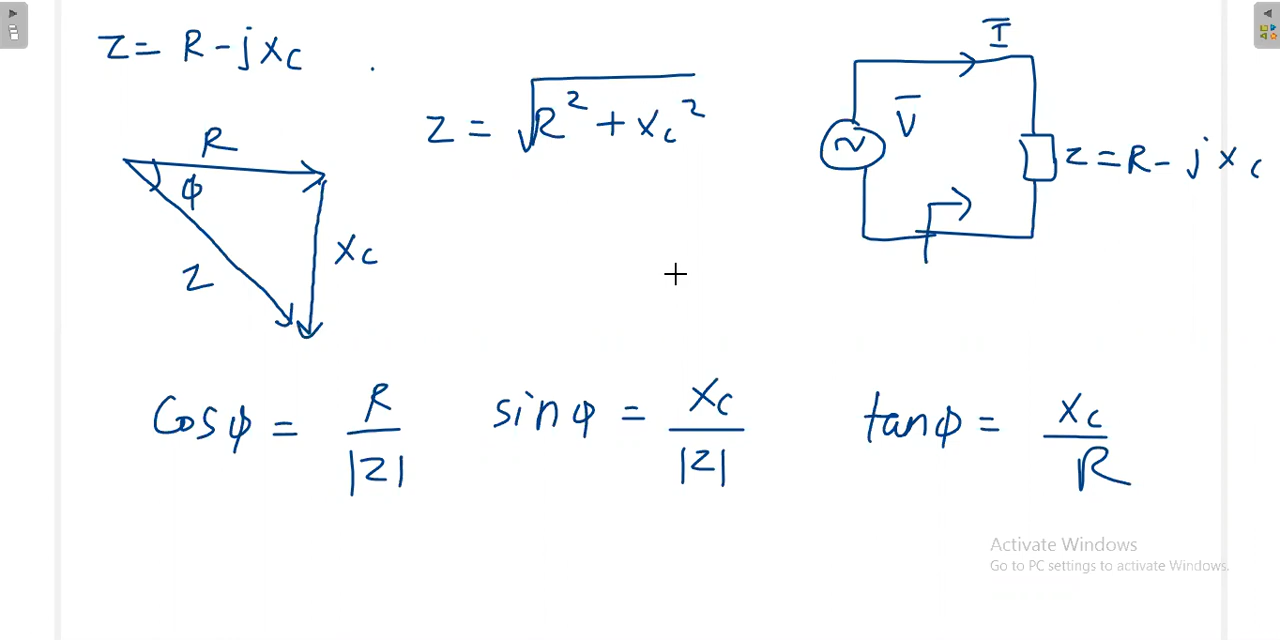 Z = R - jXc
Z = √(R² + Xc²)
R
φ
Z
Xc
I̅
V̅
~
Z = R - jXc
Cosφ = R / |Z|
sinφ = Xc / |Z|
tanφ = Xc / R
Activate Windows
Go to PC settings to activate Windows.